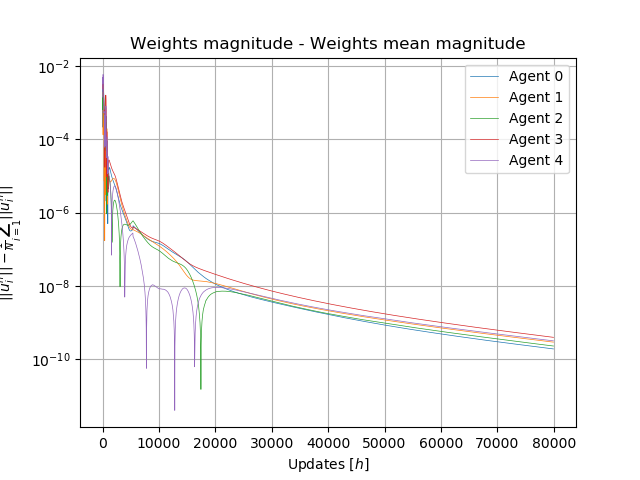 Weights magnitude - Weights mean magnitude
10⁻²
10⁻⁴
10⁻⁶
10⁻⁸
10⁻¹⁰
0
10000
20000
30000
40000
50000
60000
70000
80000
Updates [h]
Agent 0
Agent 1
Agent 2
Agent 3
Agent 4